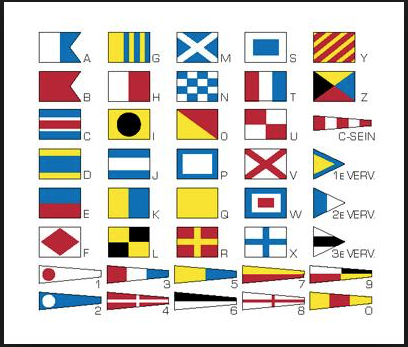 A G M S Y
B H N T Z
C I O U C-SEIN
D J P V 1E VERV.
E K Q W 2E VERV.
F L R X 3E VERV.
1 3 5 7 9
2 4 6 8 0